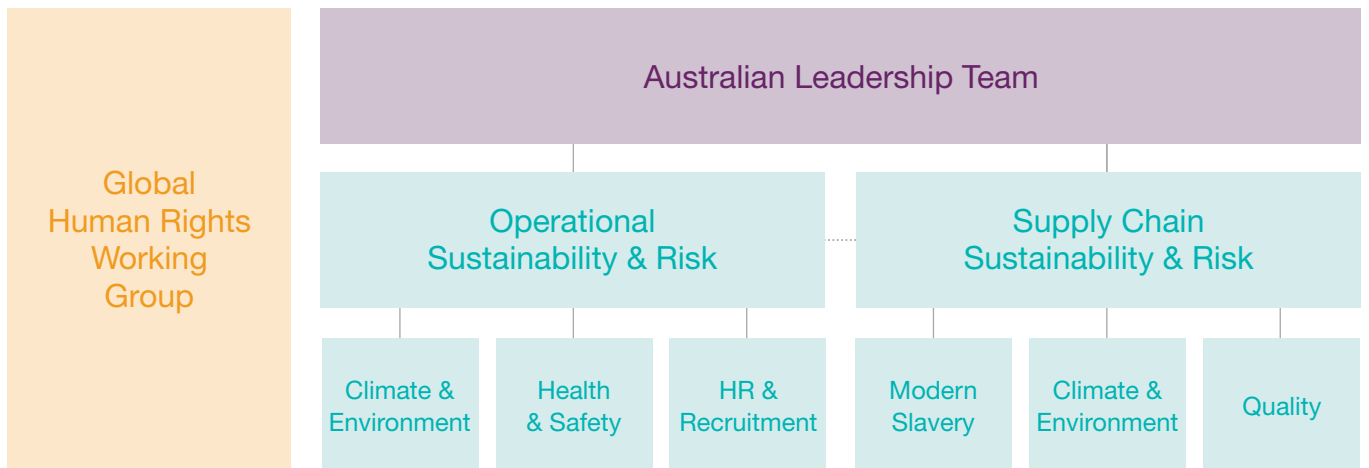 Global
Human Rights
Working
Group
Australian Leadership Team
Operational
Sustainability & Risk
Supply Chain
Sustainability & Risk
Climate &
Environment
Health
& Safety
HR &
Recruitment
Modern
Slavery
Climate &
Environment
Quality